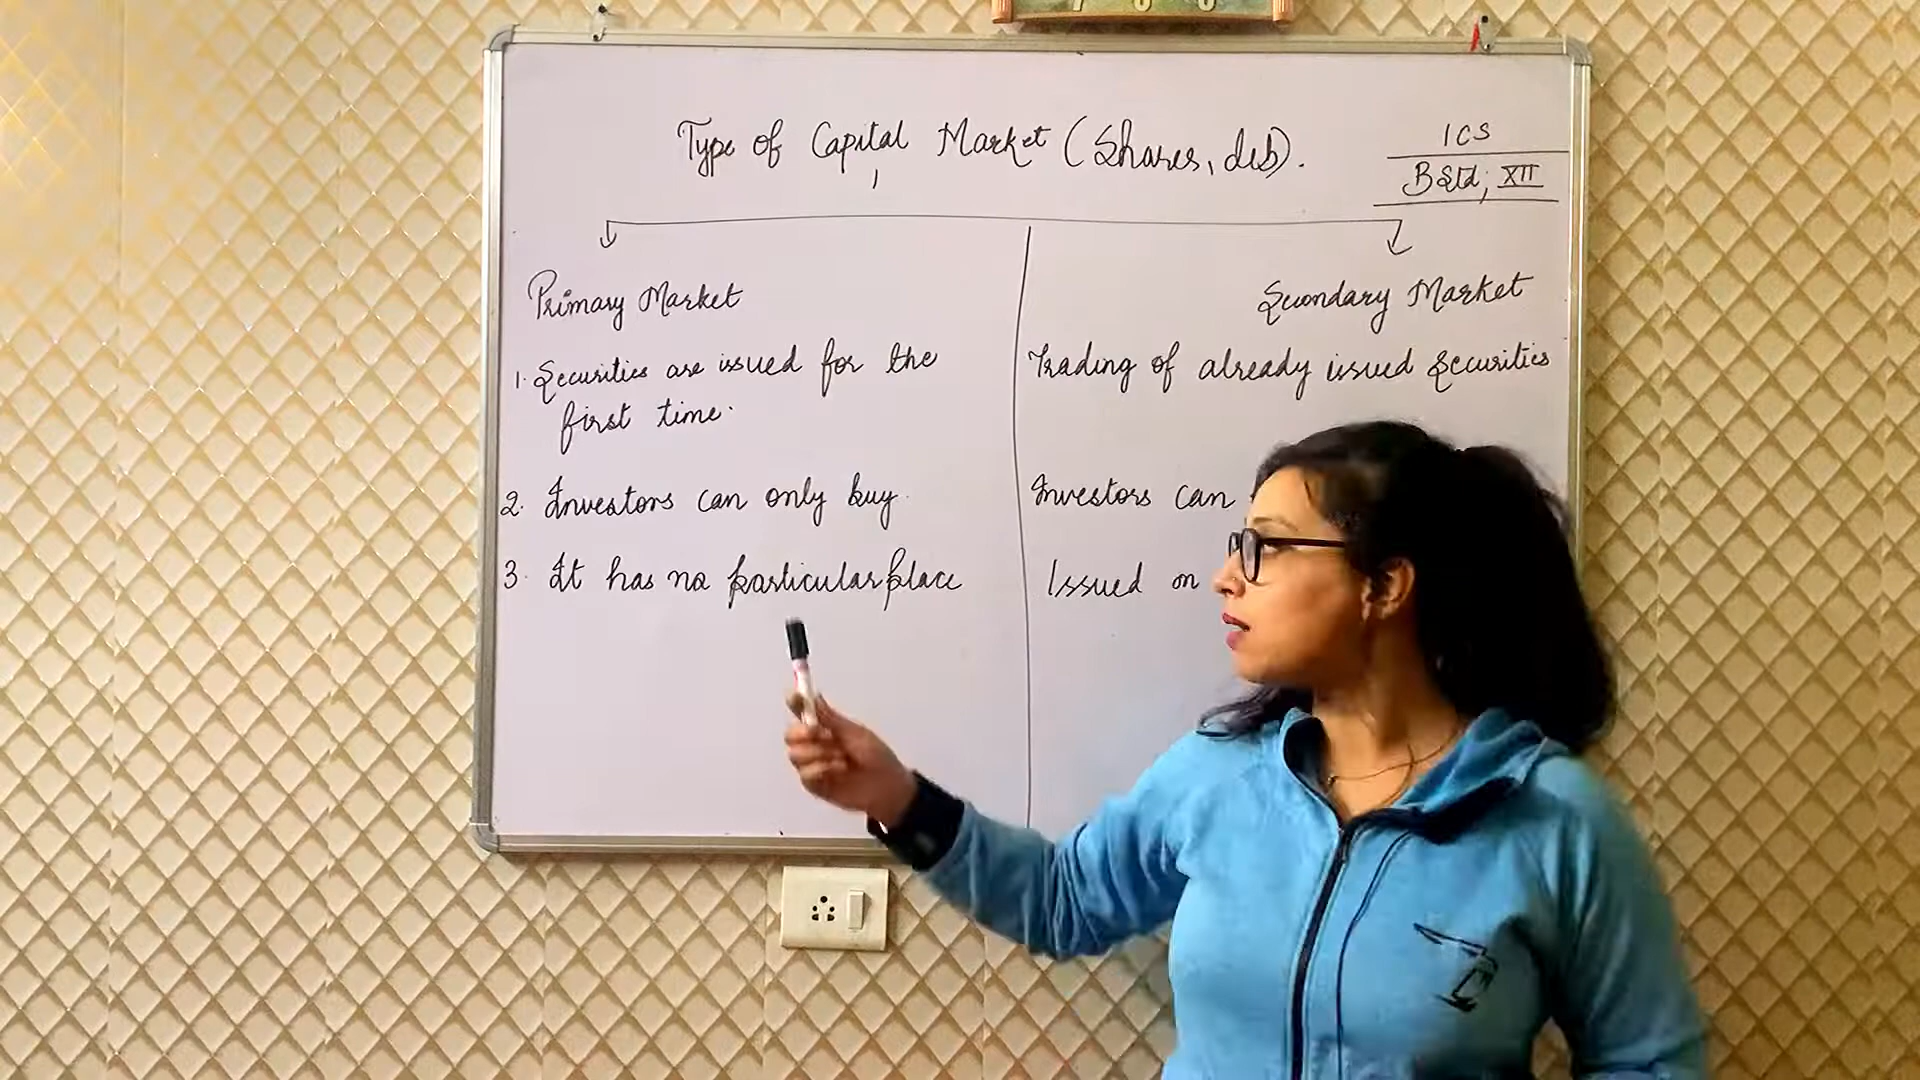 Type of Capital Market (Shares, deb).
ICS
B Std; XII
Primary Market
1. Securities are issued for the
first time.
2. Investors can only buy.
3. It has no particular place
Secondary Market
Trading of already issued Securities
Investors can
Issued on